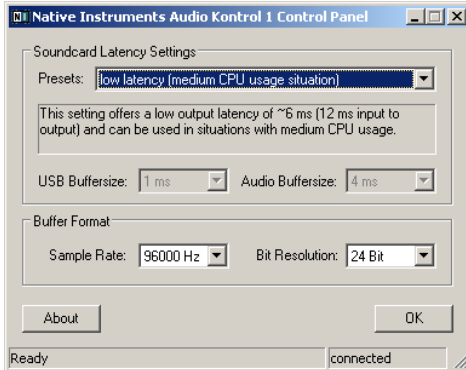 Native Instruments Audio Kontrol 1 Control Panel
Soundcard Latency Settings
Presets: low latency (medium CPU usage situation)
This setting offers a low output latency of ~6 ms (12 ms input to
output) and can be used in situations with medium CPU usage.
USB Buffersize: 1 ms Audio Buffersize: 4 ms
Buffer Format
Sample Rate: 96000 Hz Bit Resolution: 24 Bit
About OK
Ready connected